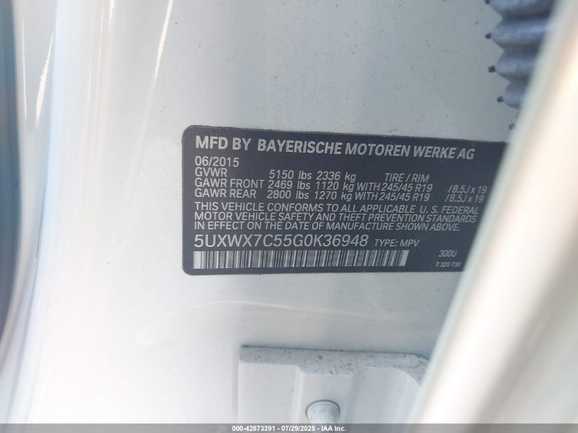 MFD BY BAYERISCHE MOTOREN WERKE AG
06/2015
GVWR 5150 lbs 2336 kg TIRE / RIM
GAWR FRONT 2469 lbs 1120 kg WITH 245/45 R19 / 8.5J x 19
GAWR REAR 2800 lbs 1270 kg WITH 245/45 R19 / 8.5J x 19
THIS VEHICLE CONFORMS TO ALL APPLICABLE U. S. FEDERAL
MOTOR VEHICLE SAFETY AND THEFT PREVENTION STANDARDS
IN EFFECT ON THE DATE OF MANUFACTURE SHOWN ABOVE.
5UXWX7C55G0K36948 TYPE: MPV
300U
000-42873291 - 07/29/2025 - IAA Inc.